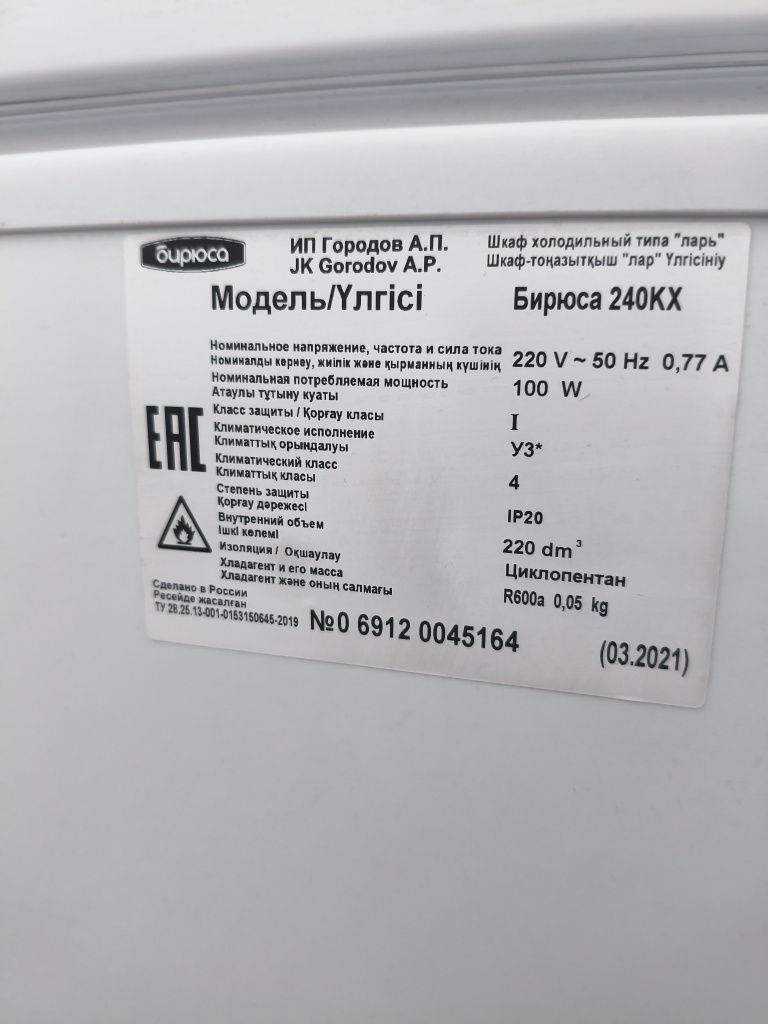 бирюса
ИП Городов А.П.
JK Gorodov A.P.
Шкаф холодильный типа "ларь"
Шкаф-тоңазытқыш "лар" Үлгісініу
Модель/Үлгісі Бирюса 240КХ
Номинальное напряжение, частота и сила тока
Номиналды кернеу, жиілік және қырманның күшінің
220 V ~ 50 Hz 0,77 A
Номинальная потребляемая мощность
Атаулы тұтыну куаты
100 W
Класс защиты / Қорғау класы
I
Климатическое исполнение
Климаттық орындалуы
У3*
Климатический класс
Климаттық класы
4
Степень защиты
Қорғау дәрежесі
IP20
Внутренний объем
Ішкі көлемі
220 dm³
Изоляция / Оқшаулау
Циклопентан
Хладагент и его масса
Хладагент және оның салмағы
R600a 0,05 kg
EAC
Сделано в России
Ресейде жасалған
ТУ 28.25.13-001-0153150645-2019
№0 6912 0045164
(03.2021)